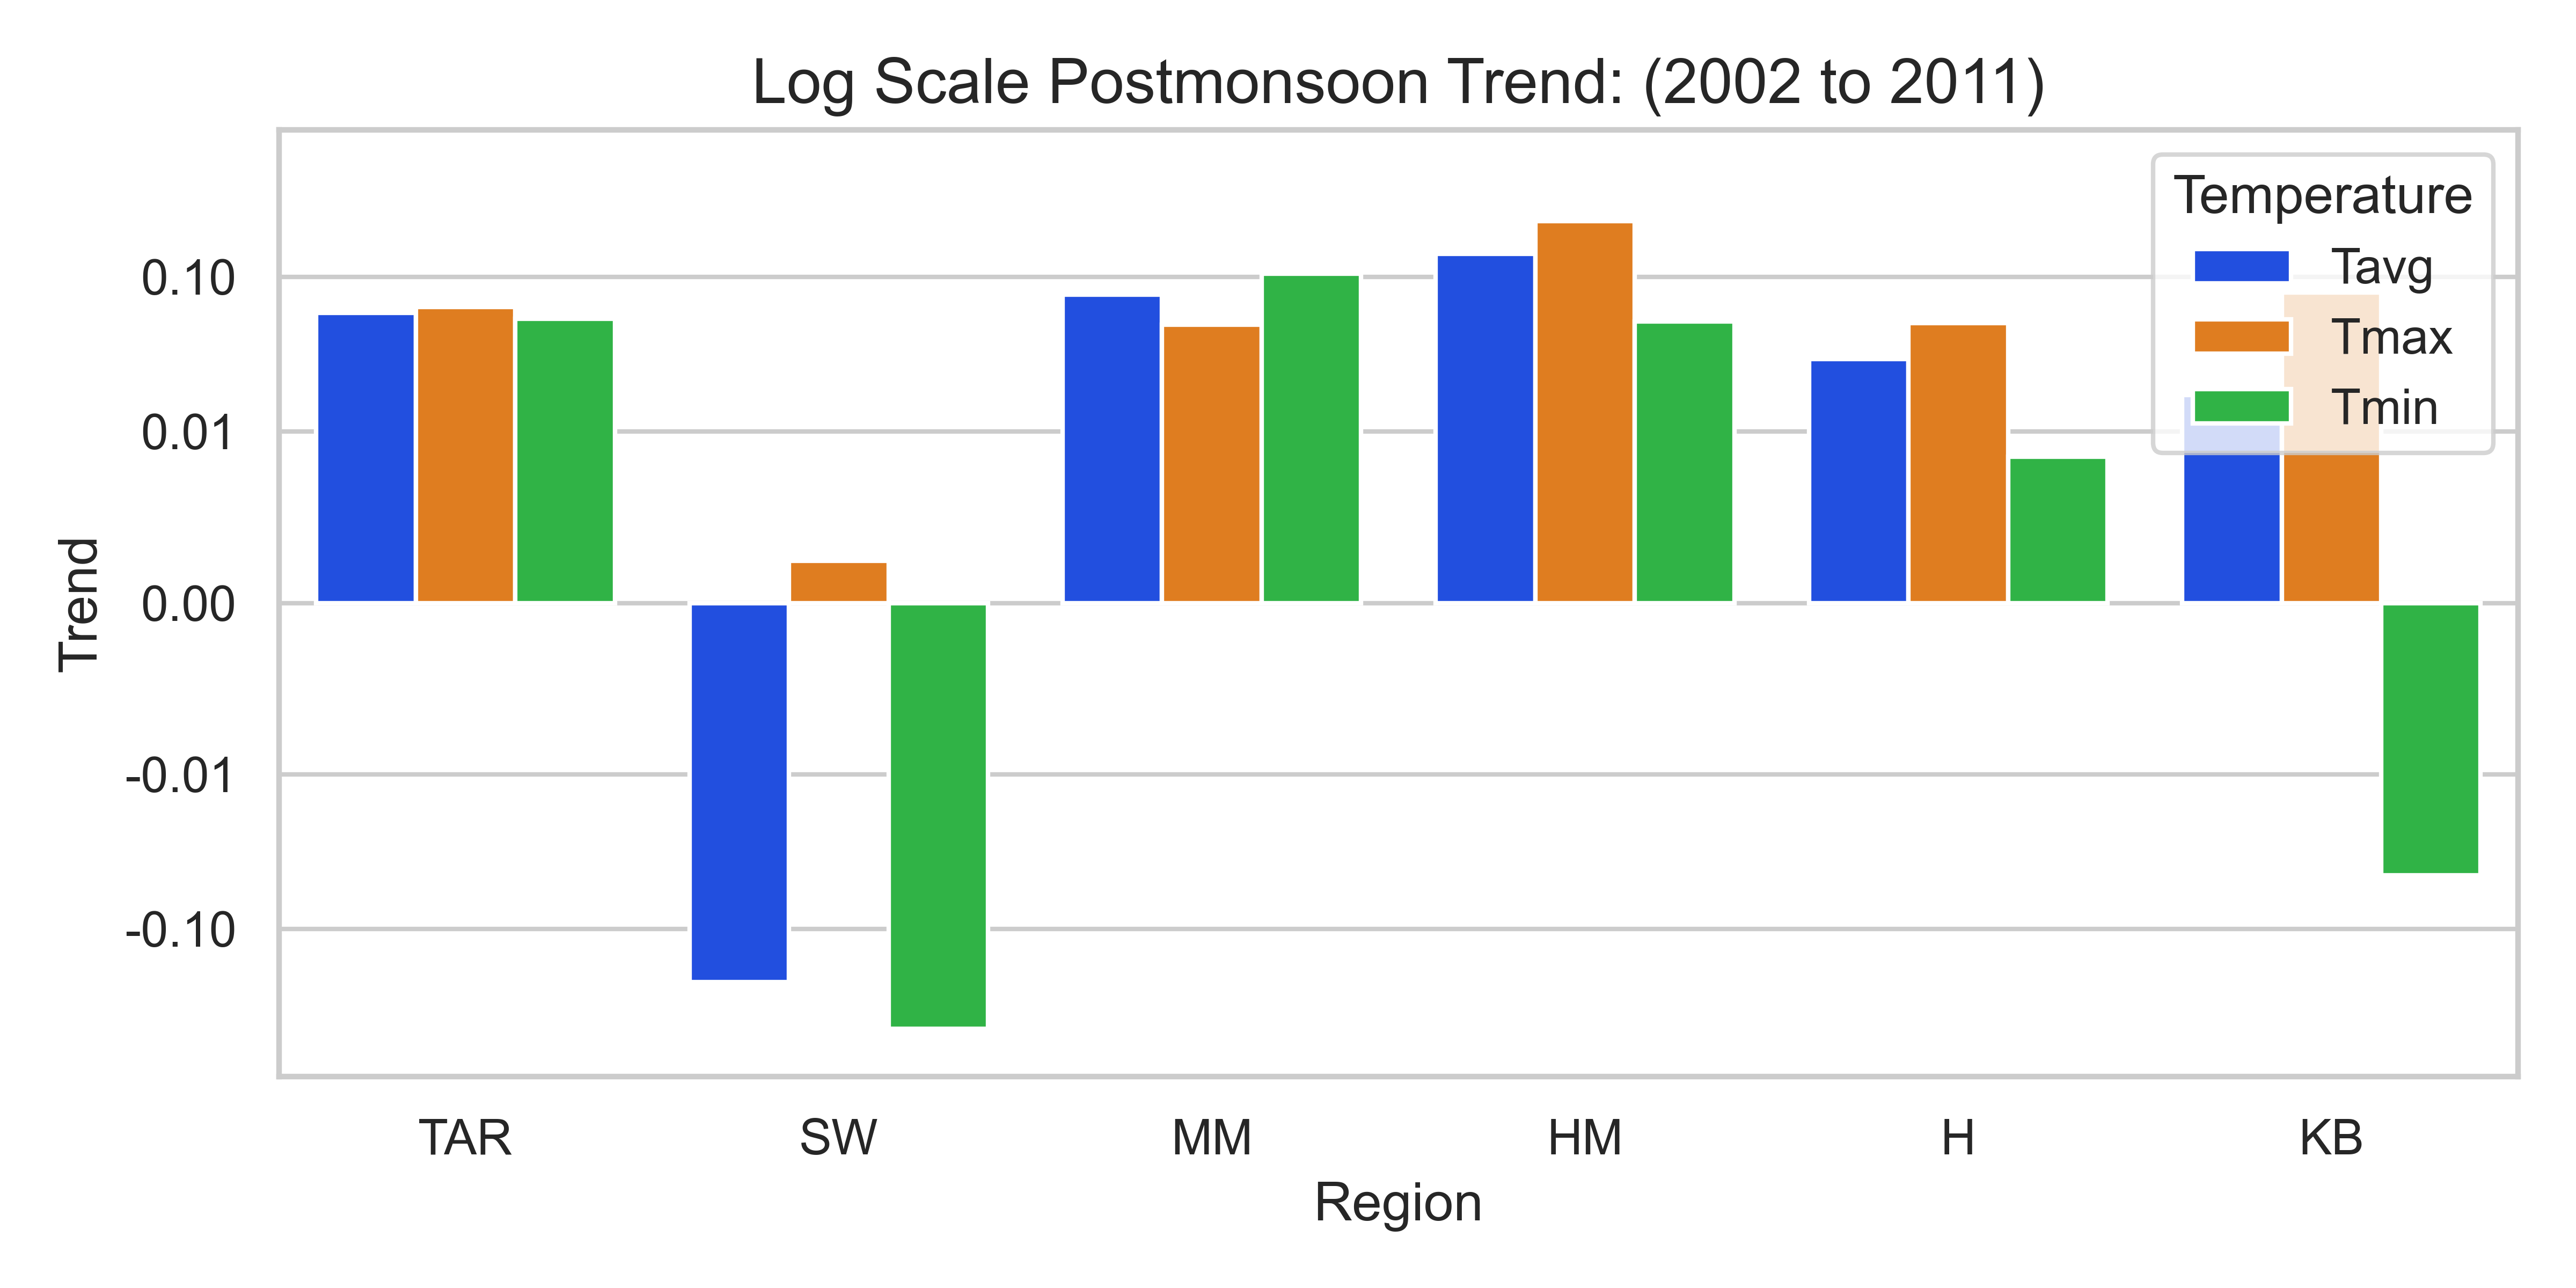 Log Scale Postmonsoon Trend: (2002 to 2011)
Temperature
Tavg
Tmax
Tmin
0.10
0.01
0.00
-0.01
-0.10
Trend
TAR SW MM HM H KB
Region